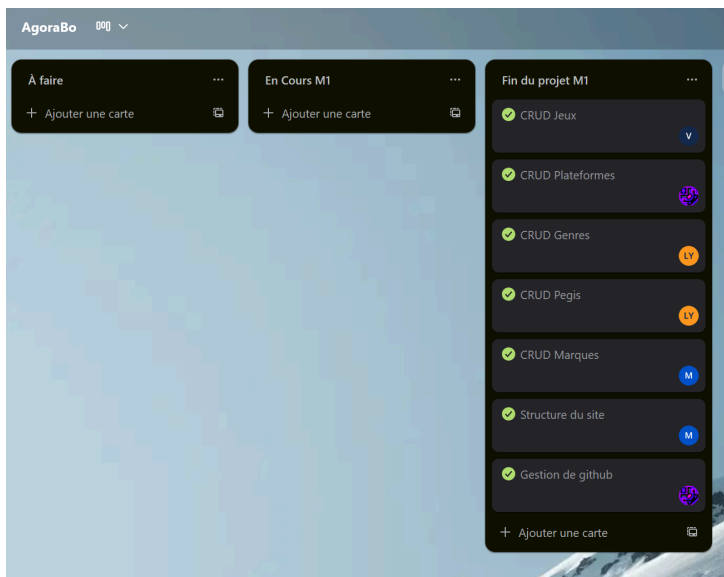 AgoraBo
À faire
Ajouter une carte
En Cours M1
Ajouter une carte
Fin du projet M1
CRUD Jeux
V
CRUD Plateformes
CRUD Genres
LY
CRUD Pegis
LY
CRUD Marques
M
Structure du site
M
Gestion de github
Ajouter une carte